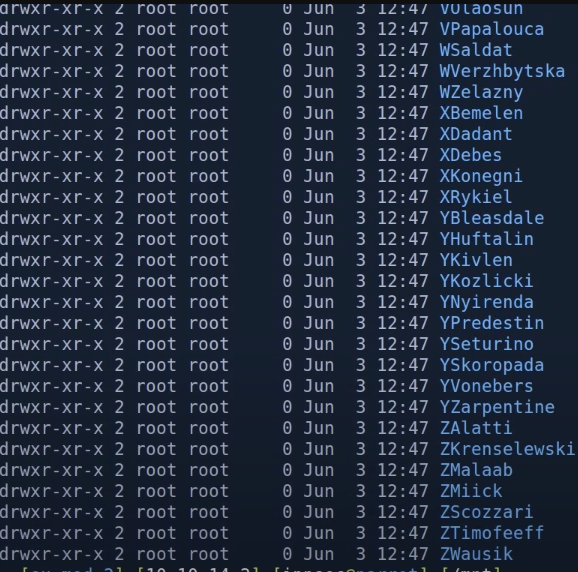 drwxr-xr-x 2 root root     0 Jun  3 12:47 VOlaosun
drwxr-xr-x 2 root root     0 Jun  3 12:47 VPapalouca
drwxr-xr-x 2 root root     0 Jun  3 12:47 WSaldat
drwxr-xr-x 2 root root     0 Jun  3 12:47 WVerzhbytska
drwxr-xr-x 2 root root     0 Jun  3 12:47 WZelazny
drwxr-xr-x 2 root root     0 Jun  3 12:47 XBemelen
drwxr-xr-x 2 root root     0 Jun  3 12:47 XDadant
drwxr-xr-x 2 root root     0 Jun  3 12:47 XDebes
drwxr-xr-x 2 root root     0 Jun  3 12:47 XKonegni
drwxr-xr-x 2 root root     0 Jun  3 12:47 XRykiel
drwxr-xr-x 2 root root     0 Jun  3 12:47 YBleasdale
drwxr-xr-x 2 root root     0 Jun  3 12:47 YHuftalin
drwxr-xr-x 2 root root     0 Jun  3 12:47 YKivlen
drwxr-xr-x 2 root root     0 Jun  3 12:47 YKozlicki
drwxr-xr-x 2 root root     0 Jun  3 12:47 YNyirenda
drwxr-xr-x 2 root root     0 Jun  3 12:47 YPredestin
drwxr-xr-x 2 root root     0 Jun  3 12:47 YSeturino
drwxr-xr-x 2 root root     0 Jun  3 12:47 YSkoropada
drwxr-xr-x 2 root root     0 Jun  3 12:47 YVonebers
drwxr-xr-x 2 root root     0 Jun  3 12:47 YZarpentine
drwxr-xr-x 2 root root     0 Jun  3 12:47 ZAlatti
drwxr-xr-x 2 root root     0 Jun  3 12:47 ZKrenselewski
drwxr-xr-x 2 root root     0 Jun  3 12:47 ZMalaab
drwxr-xr-x 2 root root     0 Jun  3 12:47 ZMiick
drwxr-xr-x 2 root root     0 Jun  3 12:47 ZScozzari
drwxr-xr-x 2 root root     0 Jun  3 12:47 ZTimofeeff
drwxr-xr-x 2 root root     0 Jun  3 12:47 ZWausik